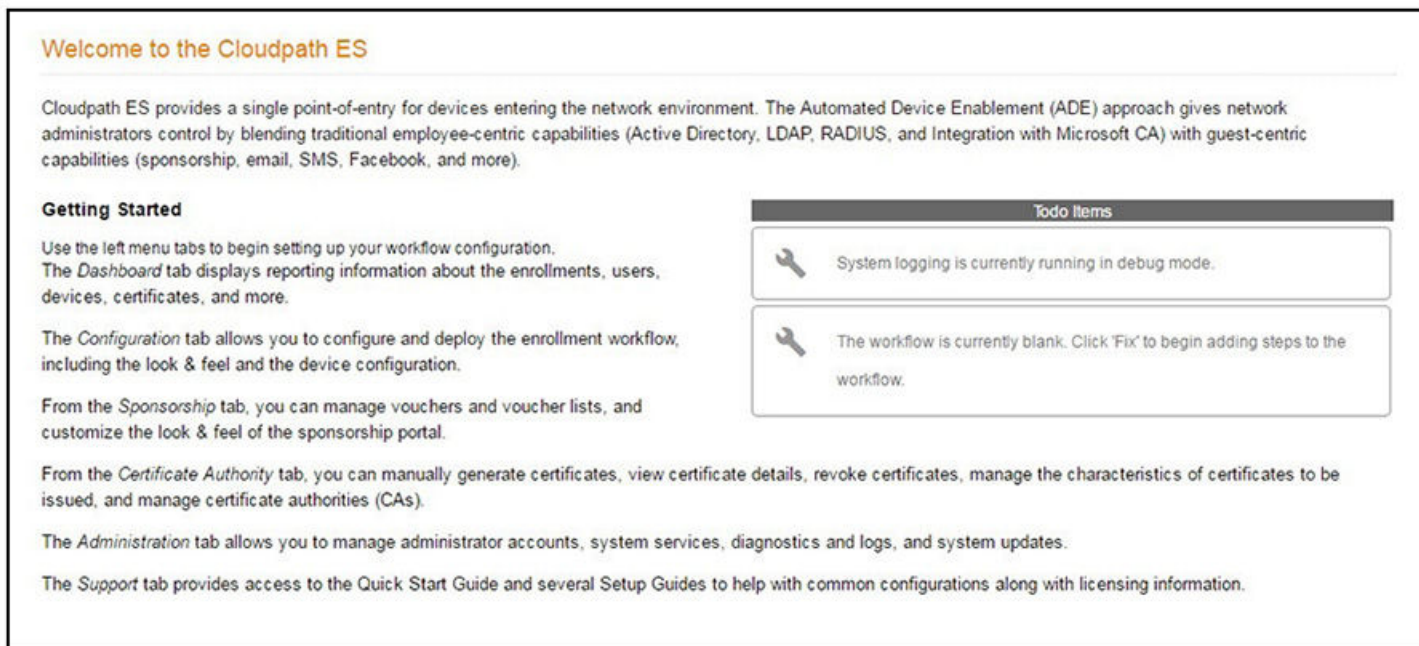 Welcome to the Cloudpath ES
Cloudpath ES provides a single point-of-entry for devices entering the network environment. The Automated Device Enablement (ADE) approach gives network
administrators control by blending traditional employee-centric capabilities (Active Directory, LDAP, RADIUS, and Integration with Microsoft CA) with guest-centric
capabilities (sponsorship, email, SMS, Facebook, and more).
Getting Started
Use the left menu tabs to begin setting up your workflow configuration.
The Dashboard tab displays reporting information about the enrollments, users,
devices, certificates, and more.
The Configuration tab allows you to configure and deploy the enrollment workflow,
including the look & feel and the device configuration.
From the Sponsorship tab, you can manage vouchers and voucher lists, and
customize the look & feel of the sponsorship portal.
Todo Items
System logging is currently running in debug mode.
The workflow is currently blank. Click 'Fix' to begin adding steps to the
workflow.
From the Certificate Authority tab, you can manually generate certificates, view certificate details, revoke certificates, manage the characteristics of certificates to be
issued, and manage certificate authorities (CAs).
The Administration tab allows you to manage administrator accounts, system services, diagnostics and logs, and system updates.
The Support tab provides access to the Quick Start Guide and several Setup Guides to help with common configurations along with licensing information.